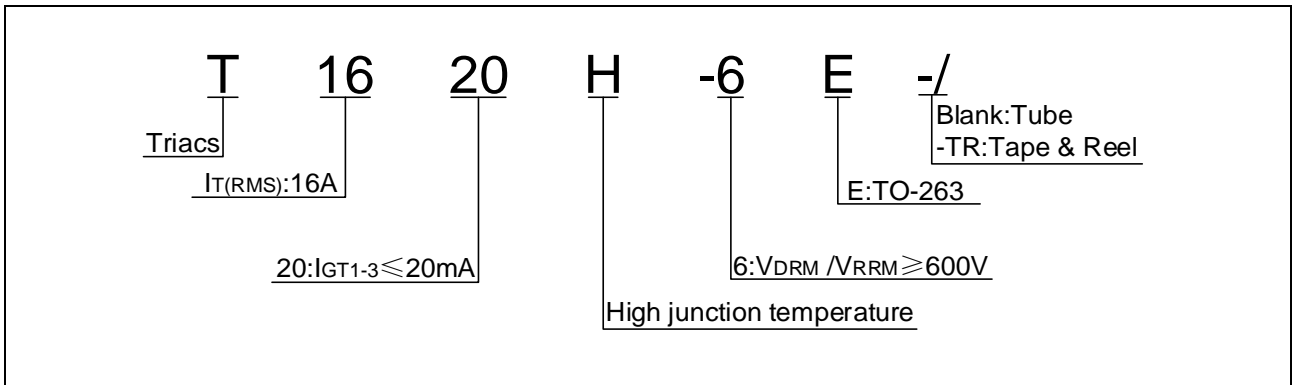 T 16 20 H -6 E -/
Blank:Tube
Triacs
-TR:Tape & Reel
IT(RMS):16A
E:TO-263
20:IGT1-3≤20mA
6:VDRM /VRRM≥600V
High junction temperature